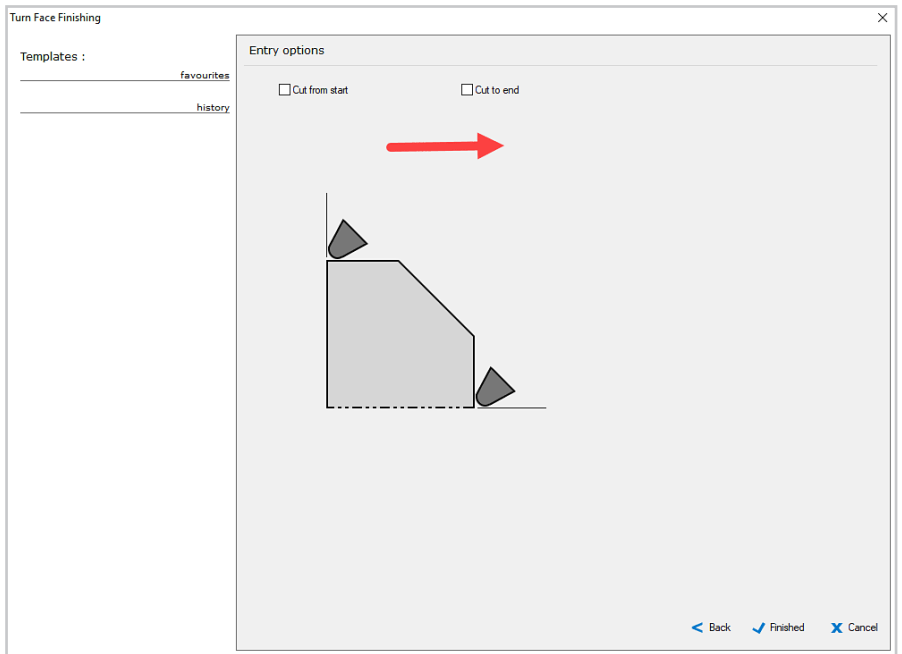 Turn Face Finishing
Templates :
favourites
history
Entry options
Cut from start
Cut to end
Back
Finished
Cancel